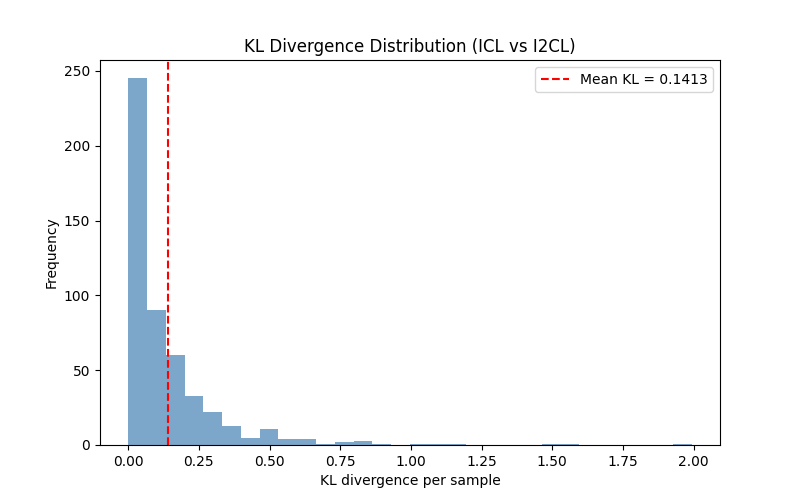 KL Divergence Distribution (ICL vs I2CL)
Mean KL = 0.1413
Frequency
250
200
150
100
50
0
0.00 0.25 0.50 0.75 1.00 1.25 1.50 1.75 2.00
KL divergence per sample